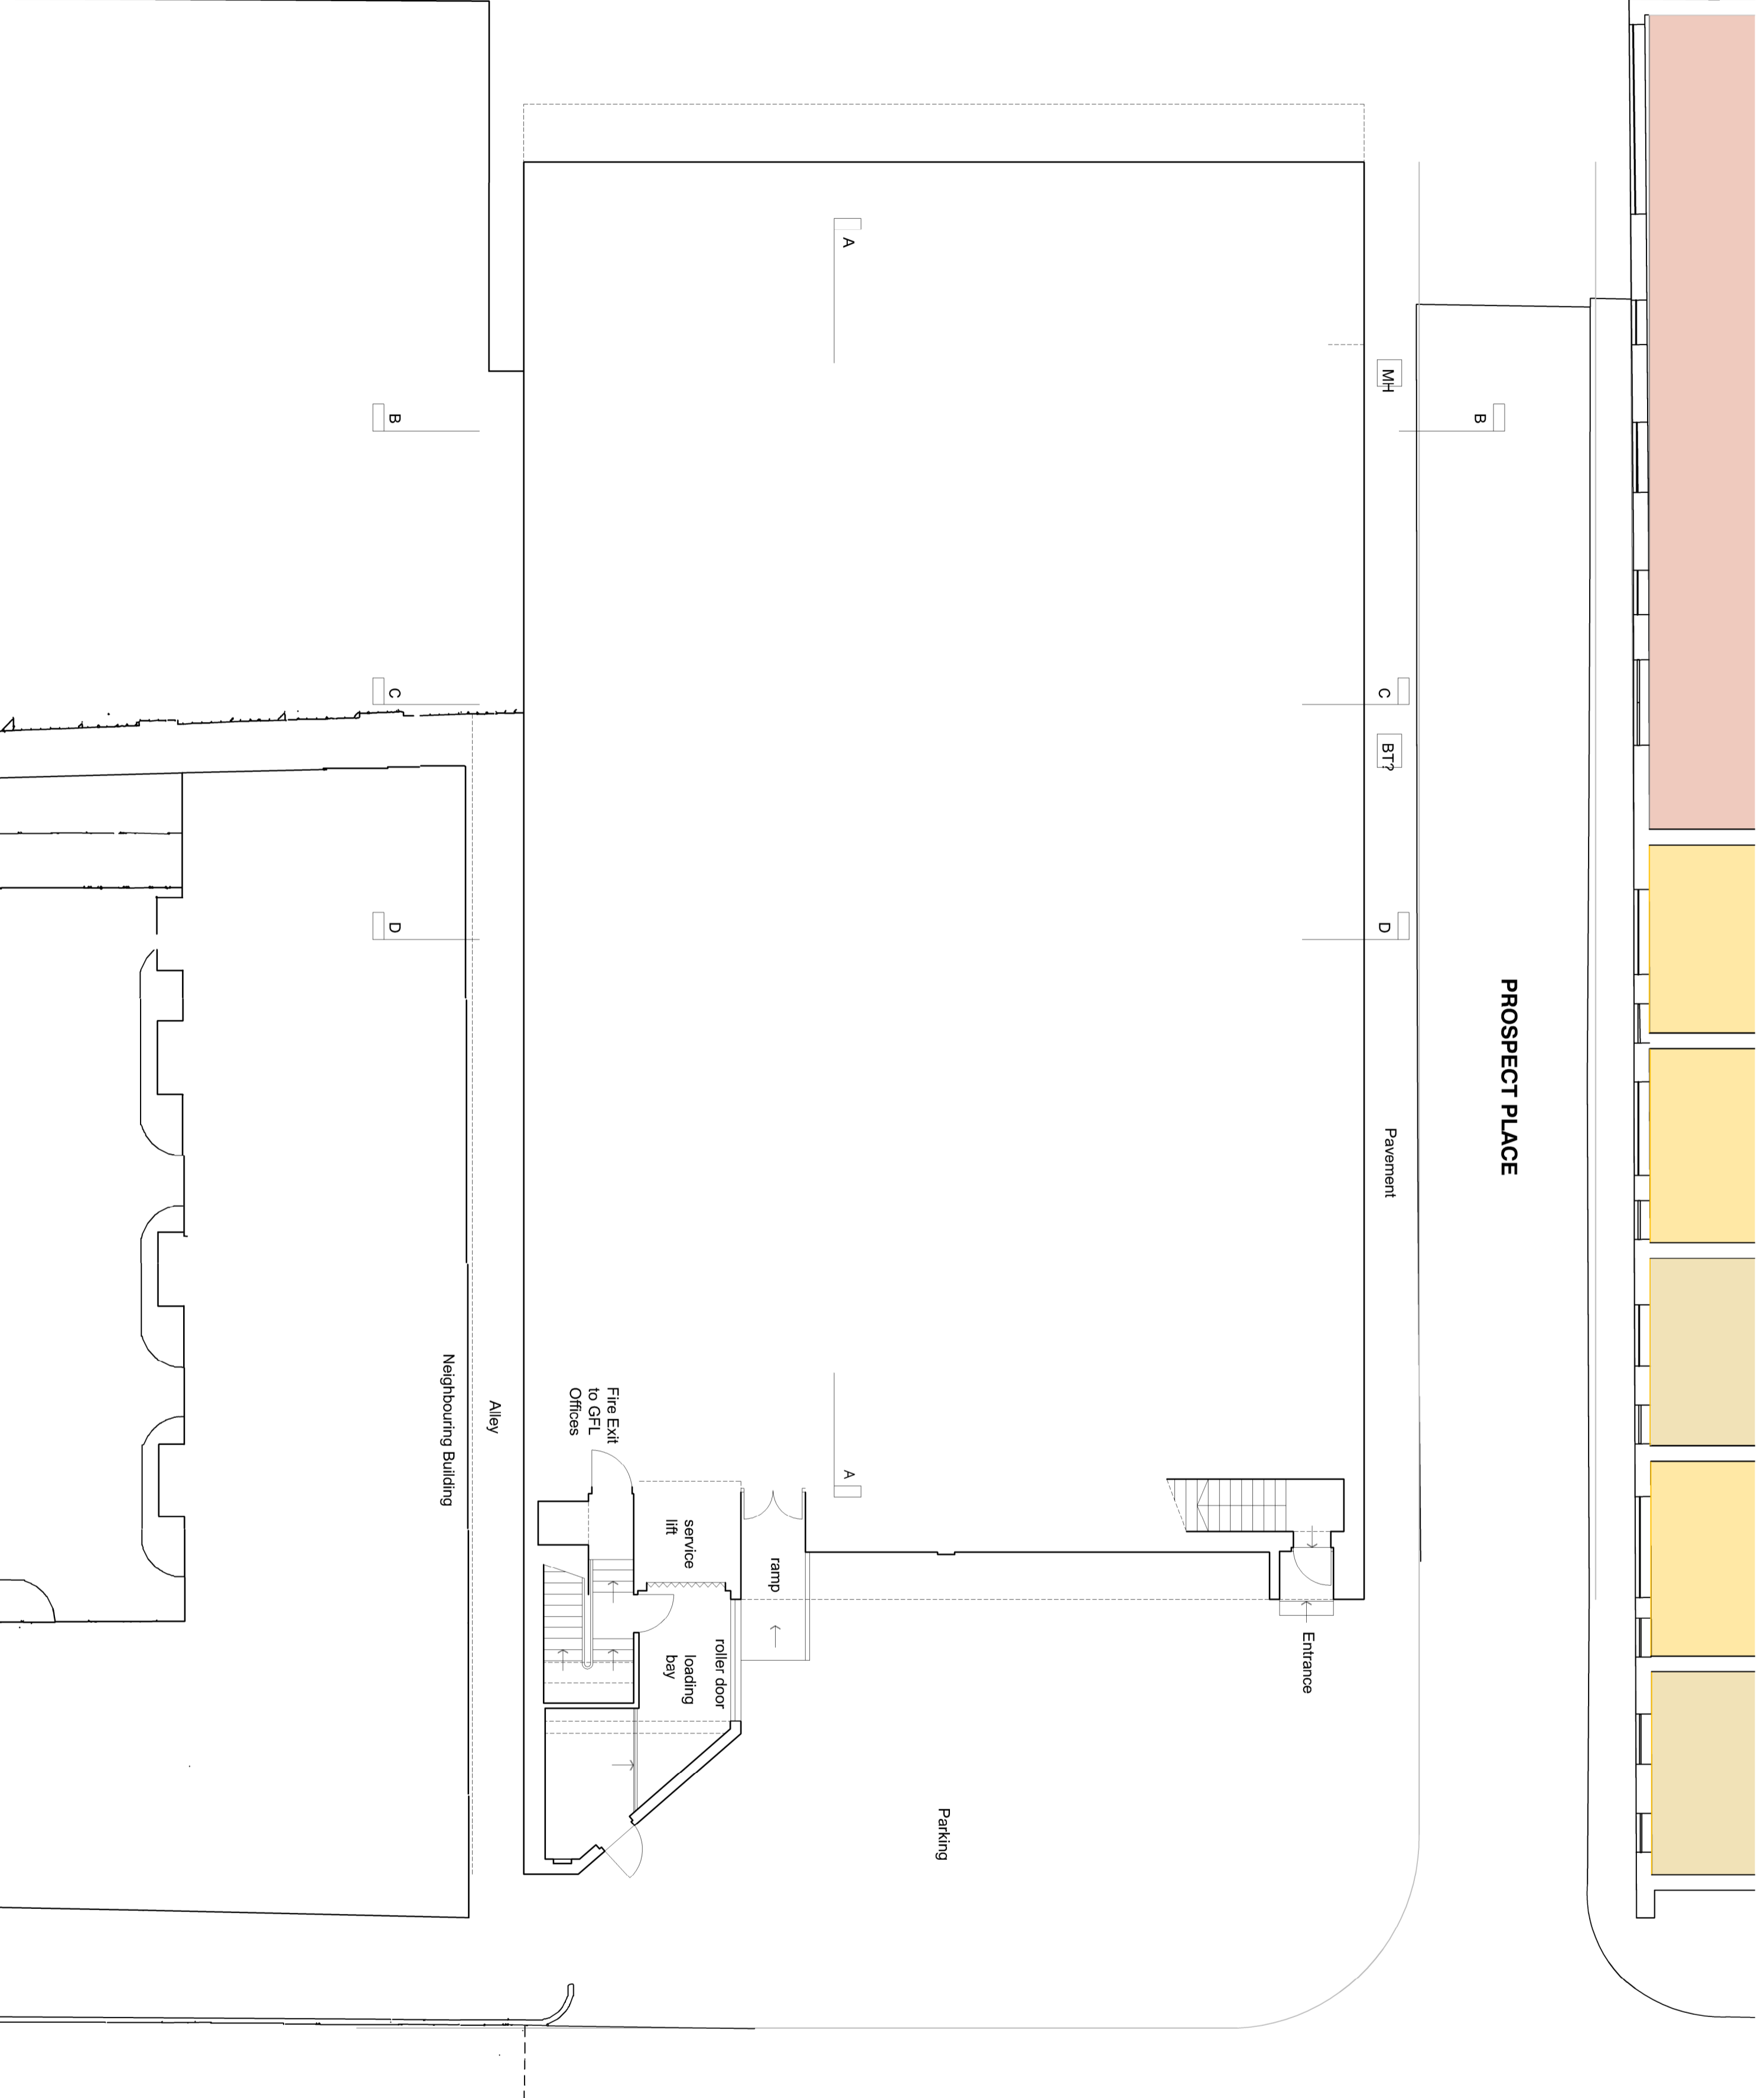 A
MH
B
B
C
C
BT?
D
D
PROSPECT PLACE
Pavement
Neighbouring Building
Alley
Fire Exit
to GFL
Offices
A
service
lift
ramp
roller door
loading
bay
Entrance
Parking